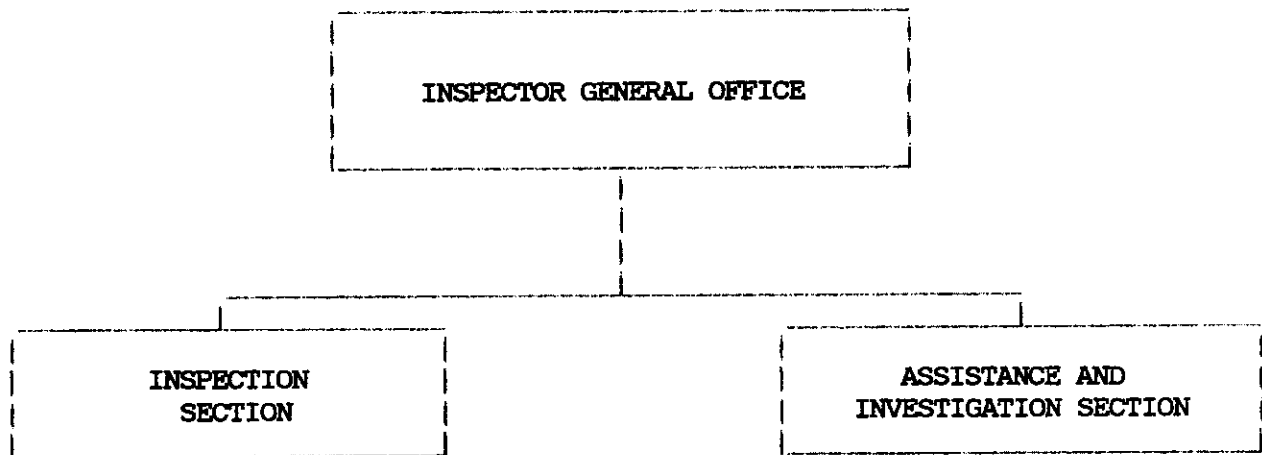 INSPECTOR GENERAL OFFICE
INSPECTION
SECTION
ASSISTANCE AND
INVESTIGATION SECTION